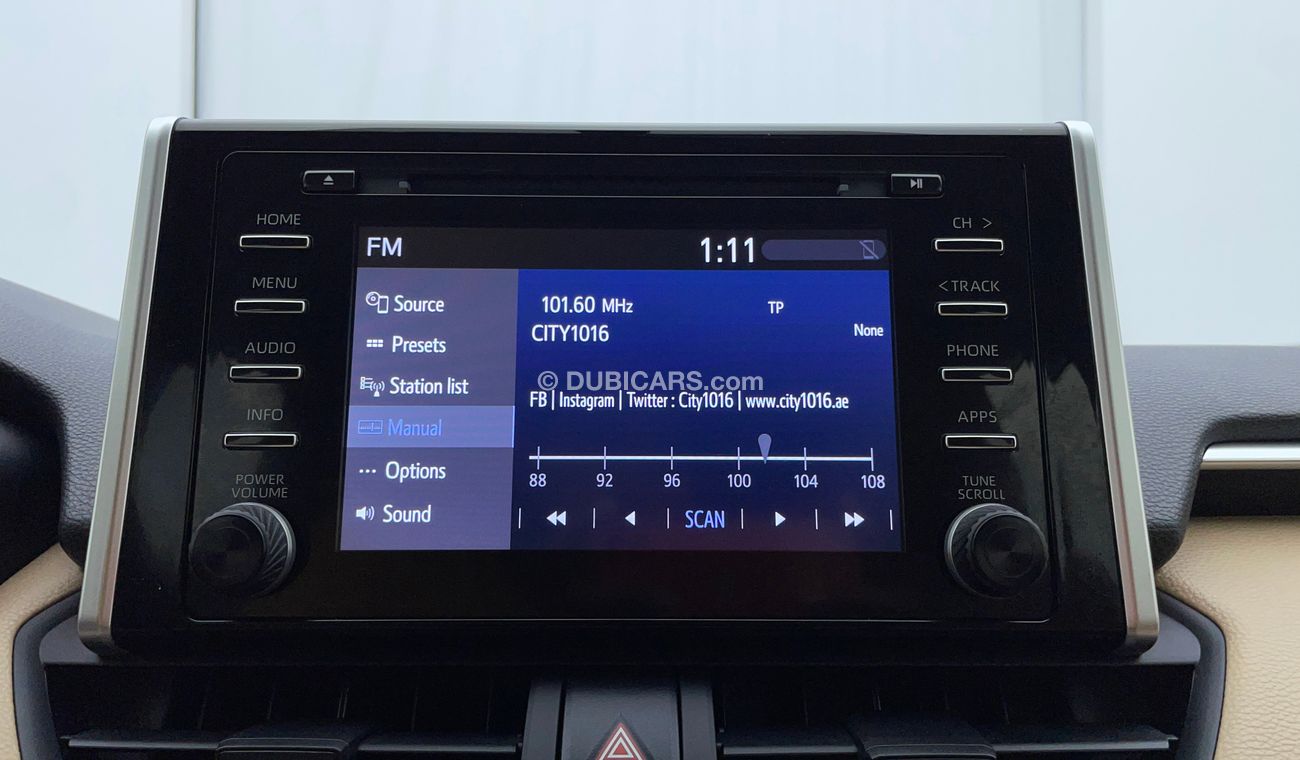 HOME
MENU
AUDIO
INFO
POWER
VOLUME
FM
1:11
Source
Presets
Station list
Manual
Options
Sound
101.60 MHz
TP
CITY1016
None
© DUBICARS.com
FB | Instagram | Twitter : City1016 | www.city1016.ae
88 92 96 100 104 108
SCAN
CH >
< TRACK
PHONE
APPS
TUNE
SCROLL